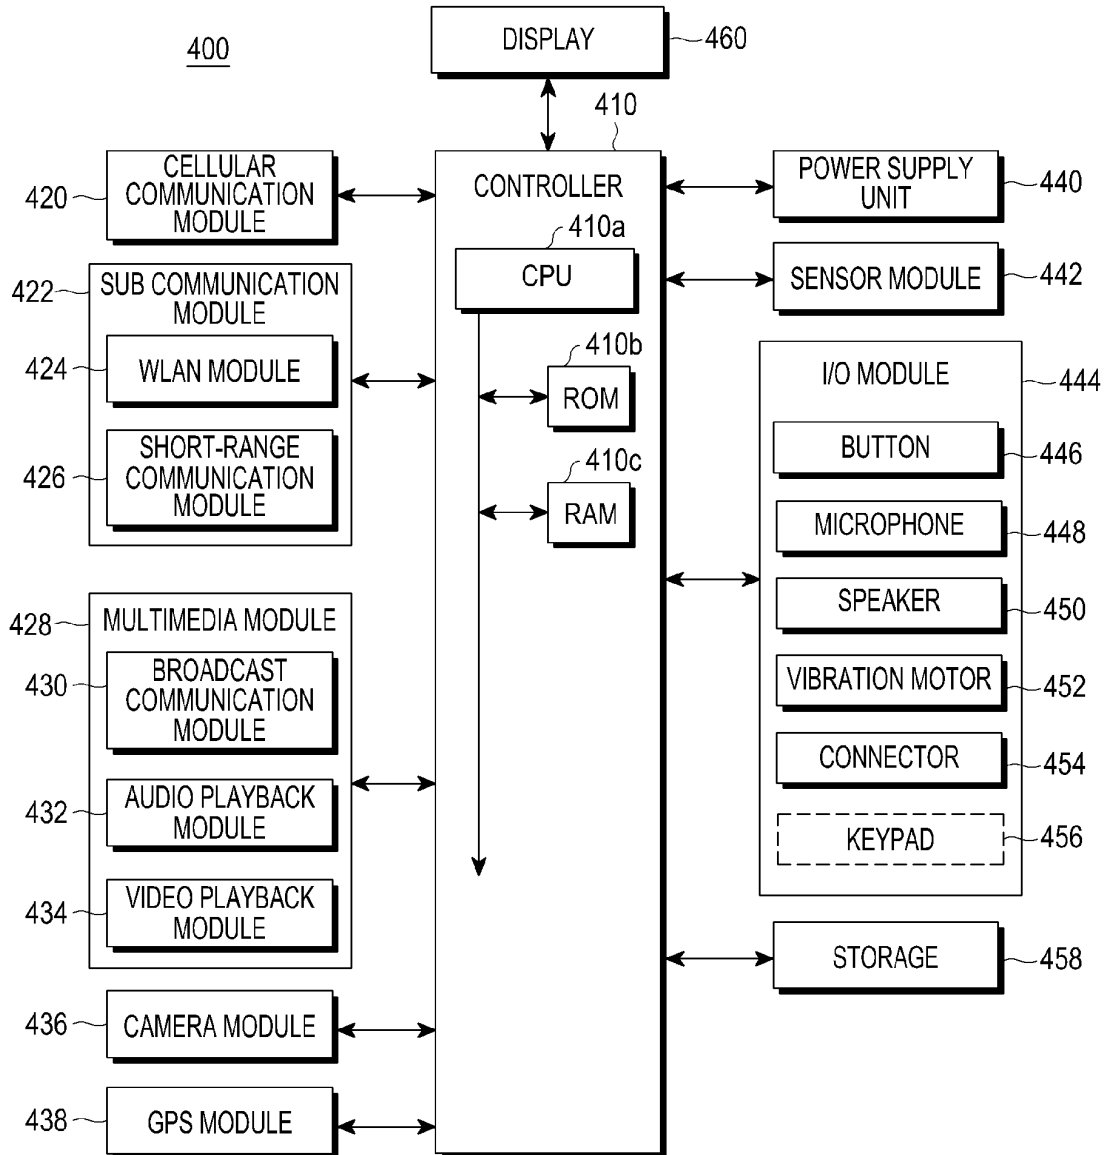 400
DISPLAY
460
410
CONTROLLER
410a
CPU
410b
ROM
410c
RAM
420
CELLULAR
COMMUNICATION
MODULE
422
SUB COMMUNICATION
MODULE
424
WLAN MODULE
426
SHORT-RANGE
COMMUNICATION
MODULE
428
MULTIMEDIA MODULE
430
BROADCAST
COMMUNICATION
MODULE
432
AUDIO PLAYBACK
MODULE
434
VIDEO PLAYBACK
MODULE
436
CAMERA MODULE
438
GPS MODULE
POWER SUPPLY
UNIT
440
SENSOR MODULE
442
I/O MODULE
444
BUTTON
446
MICROPHONE
448
SPEAKER
450
VIBRATION MOTOR
452
CONNECTOR
454
KEYPAD
456
STORAGE
458